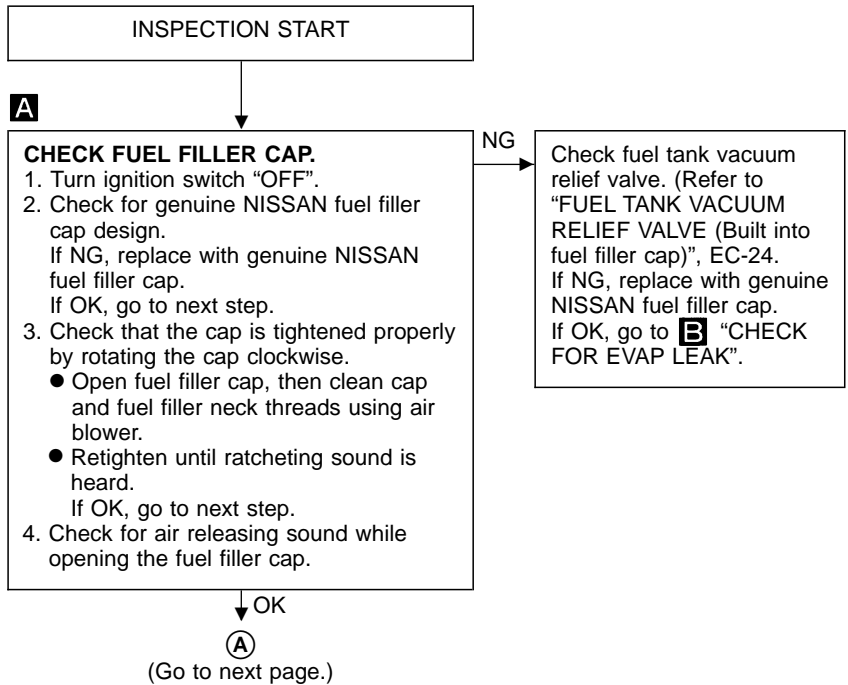 INSPECTION START
A
CHECK FUEL FILLER CAP.
1. Turn ignition switch “OFF”.
2. Check for genuine NISSAN fuel filler
cap design.
If NG, replace with genuine NISSAN
fuel filler cap.
If OK, go to next step.
3. Check that the cap is tightened properly
by rotating the cap clockwise.
● Open fuel filler cap, then clean cap
and fuel filler neck threads using air
blower.
● Retighten until ratcheting sound is
heard.
If OK, go to next step.
4. Check for air releasing sound while
opening the fuel filler cap.
NG
Check fuel tank vacuum
relief valve. (Refer to
“FUEL TANK VACUUM
RELIEF VALVE (Built into
fuel filler cap)”, EC-24.
If NG, replace with genuine
NISSAN fuel filler cap.
If OK, go to B “CHECK
FOR EVAP LEAK”.
OK
A
(Go to next page.)